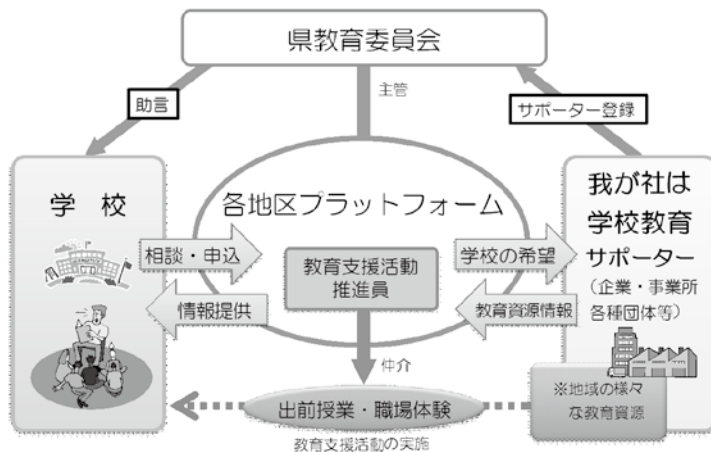 県教育委員会
助言
主管
サポーター登録
学 校
各地区プラットフォーム
我が社は
学校教育
サポーター
（企業・事業所
各種団体等）
相談・申込
教育支援活動
推進員
学校の希望
情報提供
教育資源情報
仲介
※地域の様々
な教育資源
出前授業・職場体験
教育支援活動の実施